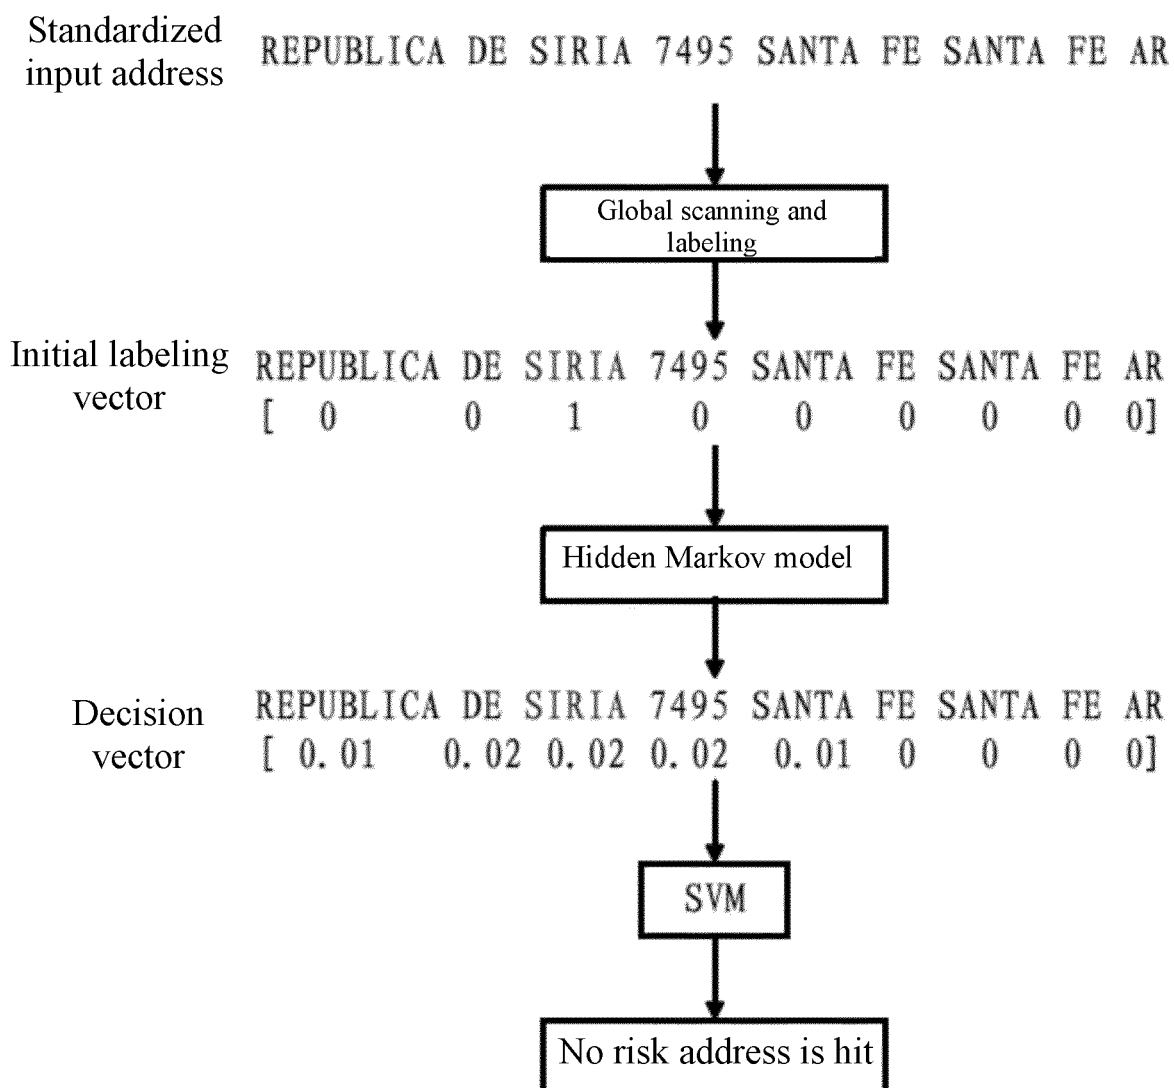 Standardized
input address
REPUBLICA DE SIRIA 7495 SANTA FE SANTA FE AR
Global scanning and
labeling
Initial labeling
vector
REPUBLICA DE SIRIA 7495 SANTA FE SANTA FE AR
[ 0 0 1 0 0 0 0 0 0]
Hidden Markov model
Decision
vector
REPUBLICA DE SIRIA 7495 SANTA FE SANTA FE AR
[ 0.01 0.02 0.02 0.02 0.01 0 0 0 0]
SVM
No risk address is hit